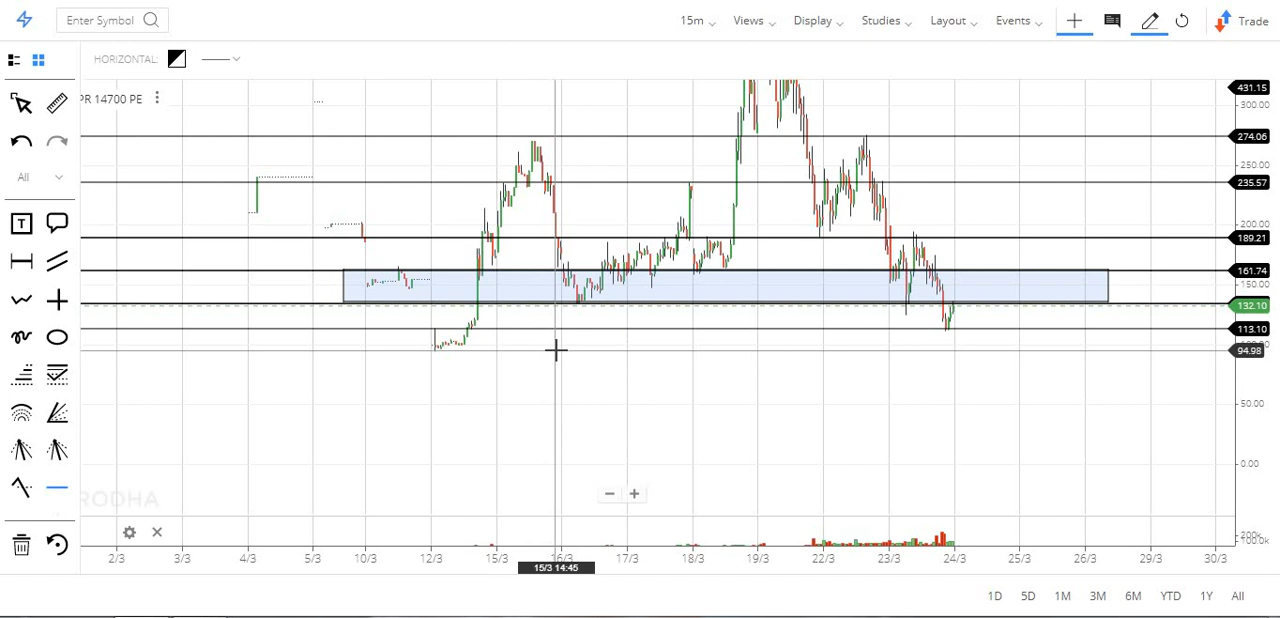 Enter Symbol 15m Views Display Studies Layout Events Trade
HORIZONTAL:
PR 14700 PE
431.15
300.00
274.06
All
250.00
235.57
T
200.00
189.21
161.74
150.00
132.10
113.10
94.98
50.00
0.00
RODHA
2/3 3/3 4/3 5/3 10/3 12/3 15/3 16/3 17/3 18/3 19/3 22/3 23/3 24/3 25/3 26/3 29/3 30/3
15/3 14:45
1D 5D 1M 3M 6M YTD 1Y All